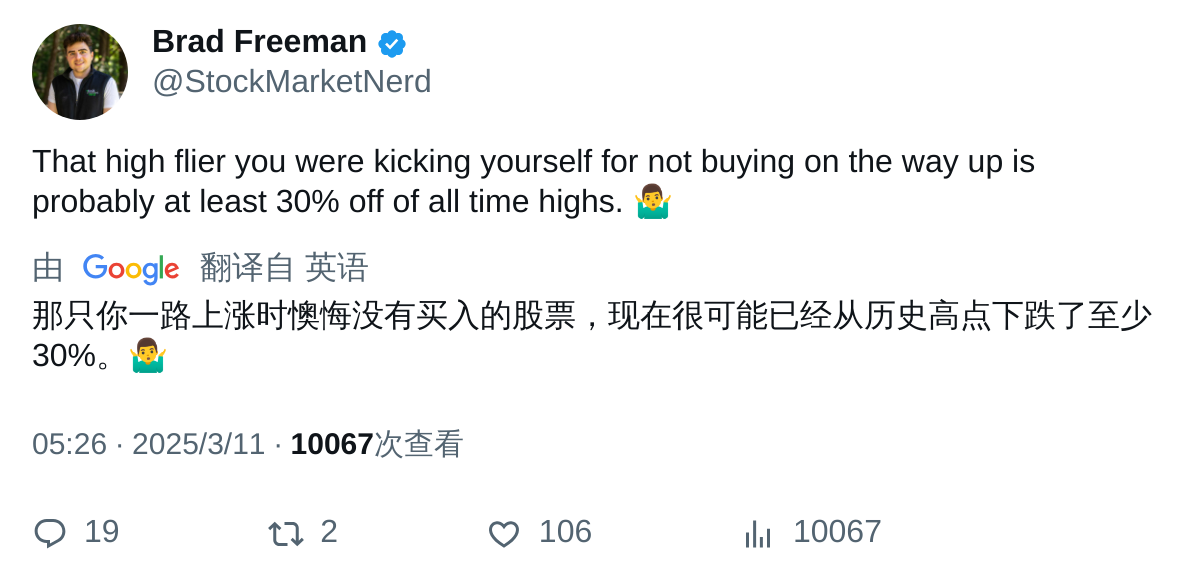 Brad Freeman
@StockMarketNerd
That high flier you were kicking yourself for not buying on the way up is
probably at least 30% off of all time highs. 🤷‍♂️
由 Google 翻译自 英语
那只你一路上涨时懊悔没有买入的股票，现在很可能已经从历史高点下跌了至少
30%。🤷‍♂️
05:26 · 2025/3/11 · 10067次查看
19 2 106 10067